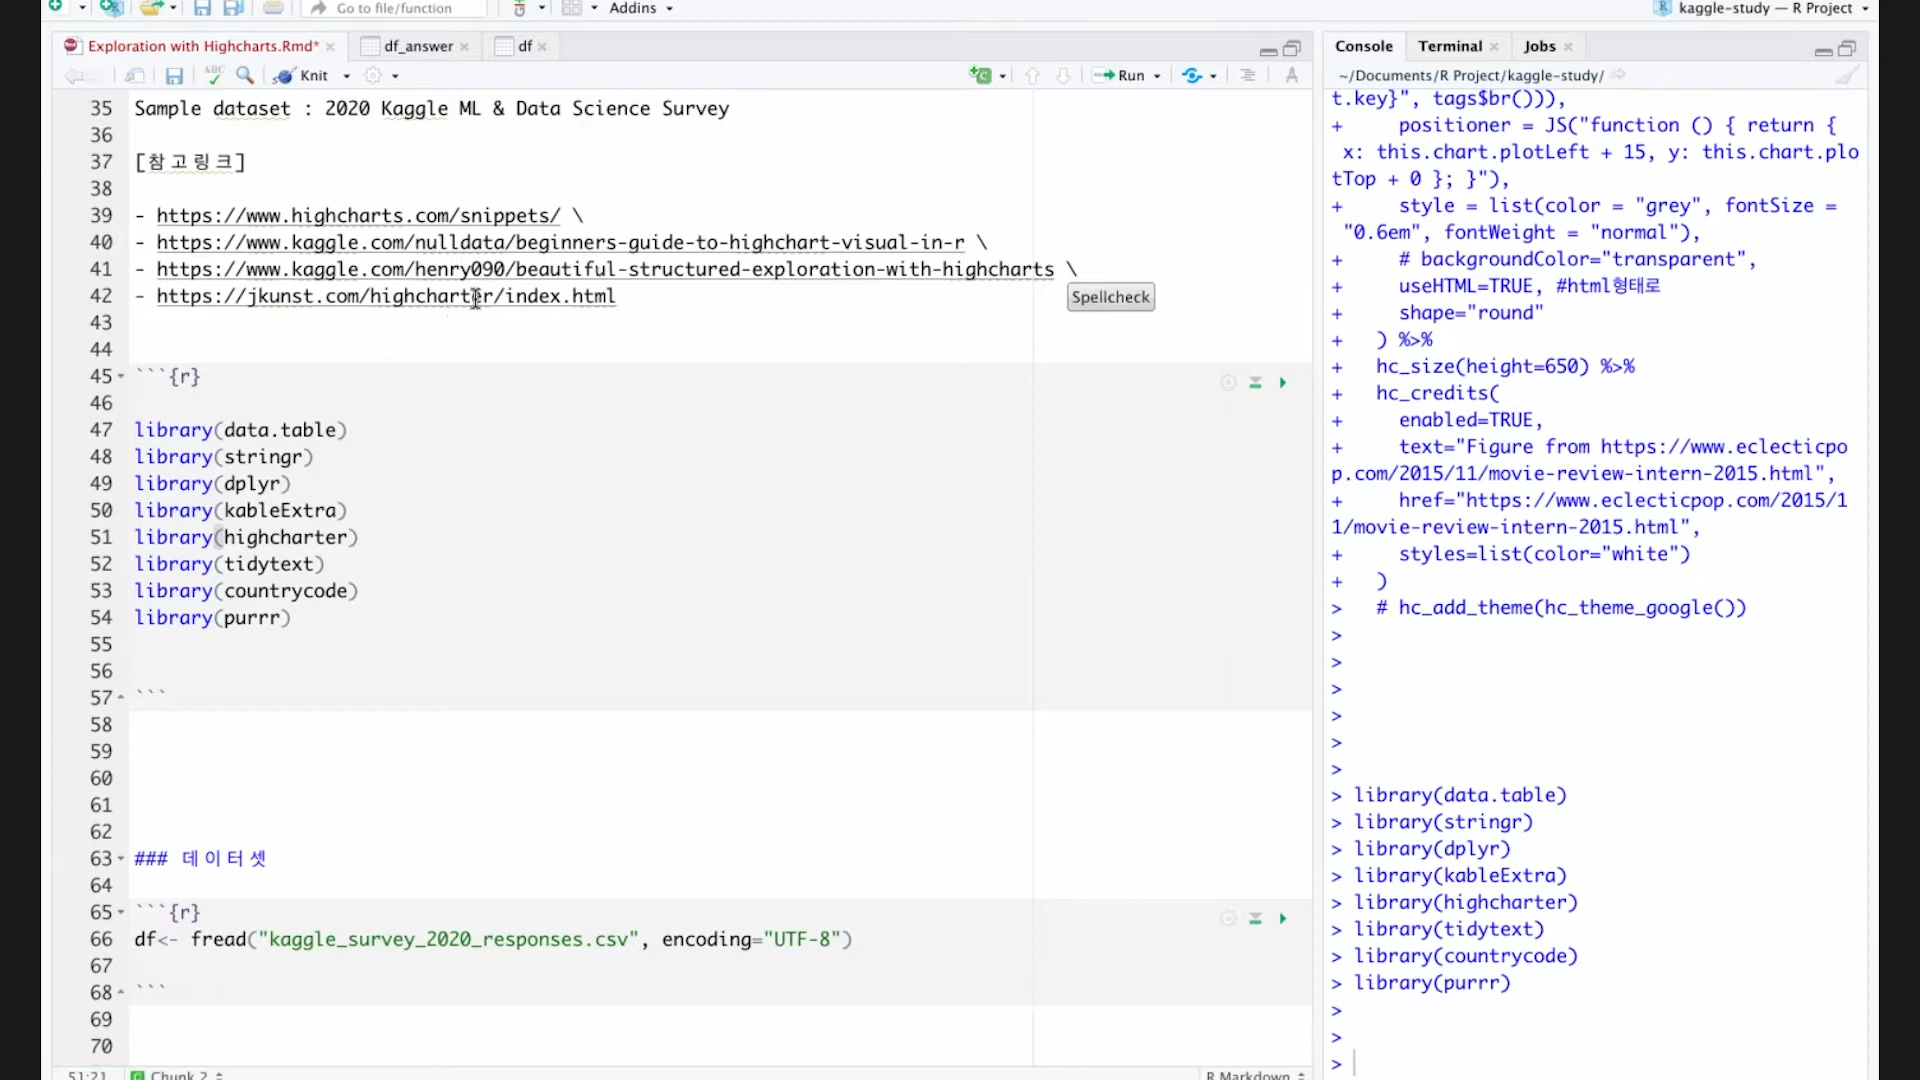 Go to file/function
Addins
kaggle-study — R Project
Exploration with Highcharts.Rmd*
df_answer
df
ABC
Knit
Run
35 Sample dataset : 2020 Kaggle ML & Data Science Survey
36
37 [참고링크]
38
39 - https://www.highcharts.com/snippets/ \
40 - https://www.kaggle.com/nulldata/beginners-guide-to-highchart-visual-in-r \
41 - https://www.kaggle.com/henry090/beautiful-structured-exploration-with-highcharts \
42 - https://jkunst.com/highcharter/index.html
Spellcheck
43
44
45 ```{r}
46
47 library(data.table)
48 library(stringr)
49 library(dplyr)
50 library(kableExtra)
51 library(highcharter)
52 library(tidytext)
53 library(countrycode)
54 library(purrr)
55
56
57 ```
58
59
60
61
62
63 ### 데이터셋
64
65 ```{r}
66 df<- fread("kaggle_survey_2020_responses.csv", encoding="UTF-8")
67
68 ```
69
70
51:21 Chunk 2
R Markdown
Console Terminal Jobs
~/Documents/R Project/kaggle-study/
t.key}", tags$br())),
+ positioner = JS("function () { return {
x: this.chart.plotLeft + 15, y: this.chart.plo
tTop + 0 }; }"),
+ style = list(color = "grey", fontSize =
"0.6em", fontWeight = "normal"),
+ # backgroundColor="transparent",
+ useHTML=TRUE, #html형태로
+ shape="round"
+ ) %>%
+ hc_size(height=650) %>%
+ hc_credits(
+ enabled=TRUE,
+ text="Figure from https://www.eclecticpo
p.com/2015/11/movie-review-intern-2015.html",
+ href="https://www.eclecticpop.com/2015/1
1/movie-review-intern-2015.html",
+ styles=list(color="white")
+ )
> # hc_add_theme(hc_theme_google())
>
>
>
>
>
>
> library(data.table)
> library(stringr)
> library(dplyr)
> library(kableExtra)
> library(highcharter)
> library(tidytext)
> library(countrycode)
> library(purrr)
>
>
>